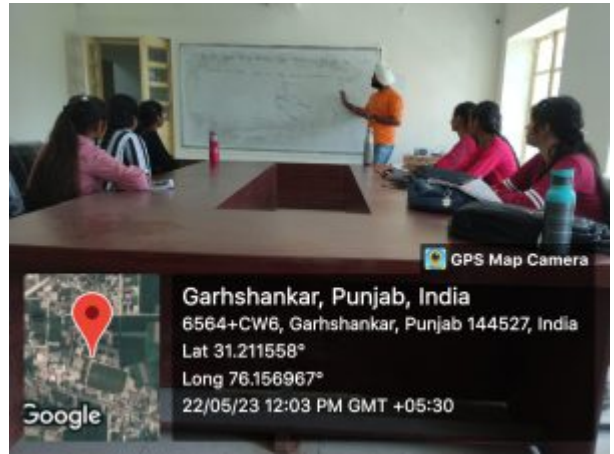 GPS Map Camera
Garhshankar, Punjab, India
6564+CW6, Garhshankar, Punjab 144527, India
Lat 31.211558°
Long 76.156967°
22/05/23 12:03 PM GMT +05:30
Google